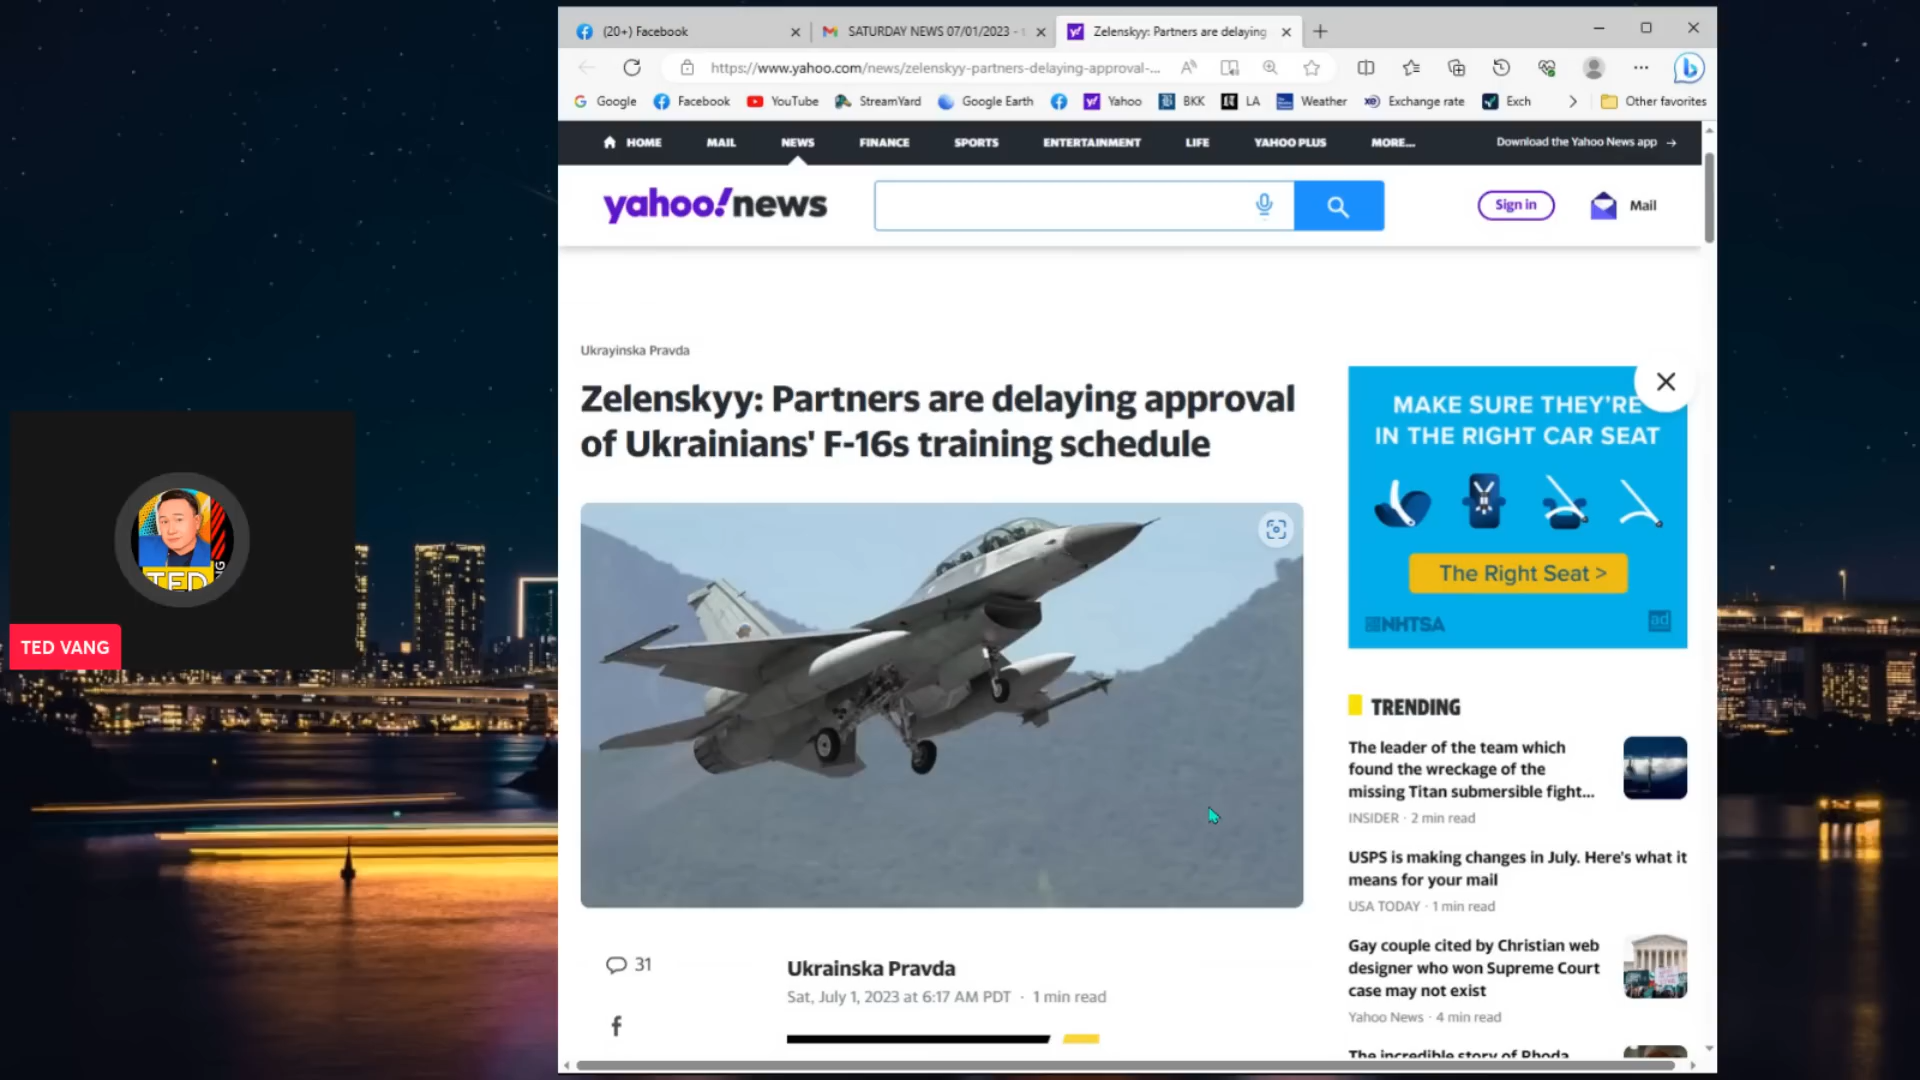 (20+) Facebook
SATURDAY NEWS 07/01/2023 -
Zelenskyy: Partners are delaying
https://www.yahoo.com/news/zelenskyy-partners-delaying-approval-...
Google
Facebook
YouTube
StreamYard
Google Earth
Yahoo
BKK
LA
Weather
Exchange rate
Exch
Other favorites
HOME
MAIL
NEWS
FINANCE
SPORTS
ENTERTAINMENT
LIFE
YAHOO PLUS
MORE...
Download the Yahoo News app →
yahoo!news
Sign in
Mail
Ukrayinska Pravda
Zelenskyy: Partners are delaying approval
of Ukrainians' F-16s training schedule
MAKE SURE THEY'RE
IN THE RIGHT CAR SEAT
The Right Seat >
NHTSA
ad
TED
TED VANG
TRENDING
The leader of the team which
found the wreckage of the
missing Titan submersible fight...
INSIDER · 2 min read
USPS is making changes in July. Here's what it
means for your mail
USA TODAY · 1 min read
Gay couple cited by Christian web
designer who won Supreme Court
case may not exist
Yahoo News · 4 min read
The incredible story of Rhoda
31
Ukrainska Pravda
Sat, July 1, 2023 at 6:17 AM PDT · 1 min read